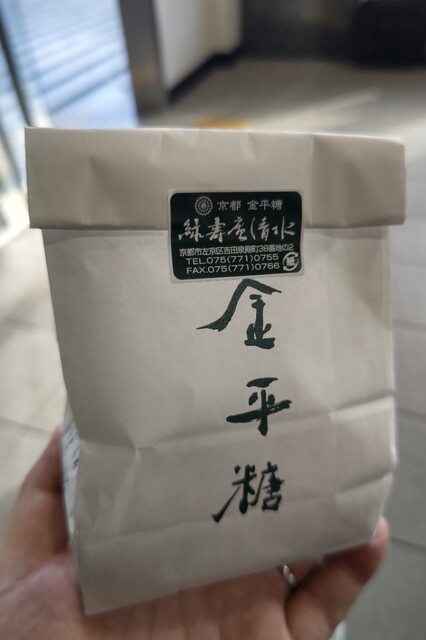 京都 金平糖
緑寿庵清水
京都市左京区吉田泉殿町38番地の2
TEL.075(771)0755
FAX.075(771)0766
紙
金平糖